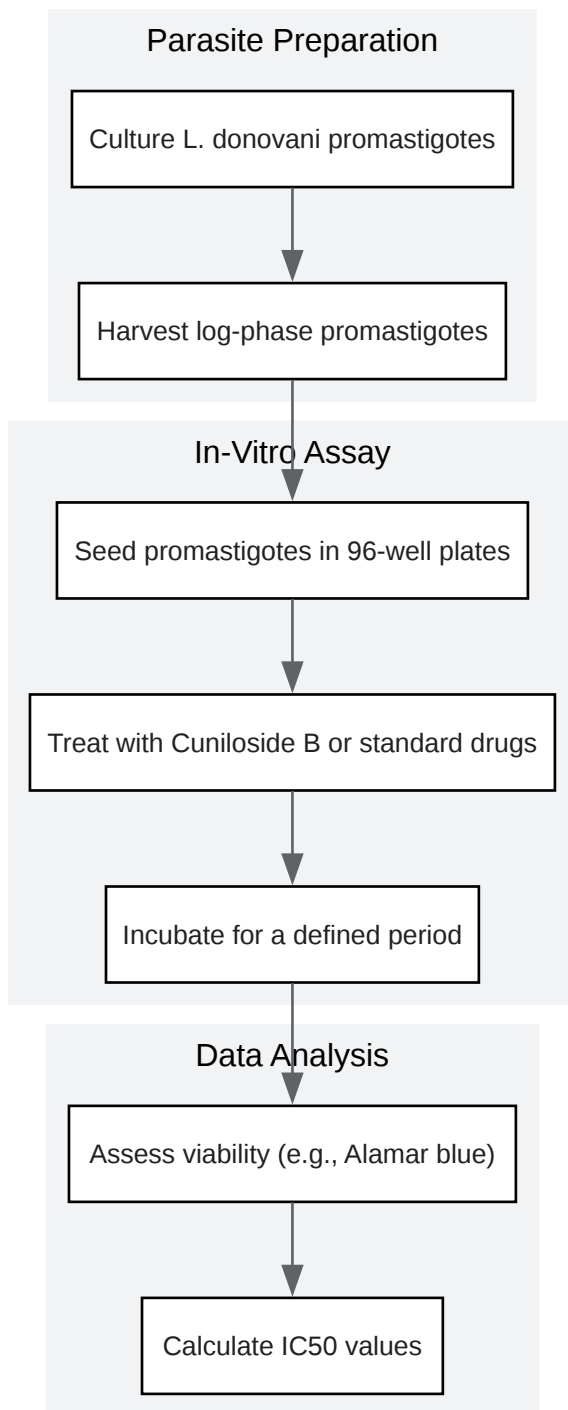 Parasite Preparation
Culture L. donovani promastigotes
Harvest log-phase promastigotes
In-Vitro Assay
Seed promastigotes in 96-well plates
Treat with Cuniloside B or standard drugs
Incubate for a defined period
Data Analysis
Assess viability (e.g., Alamar blue)
Calculate IC50 values